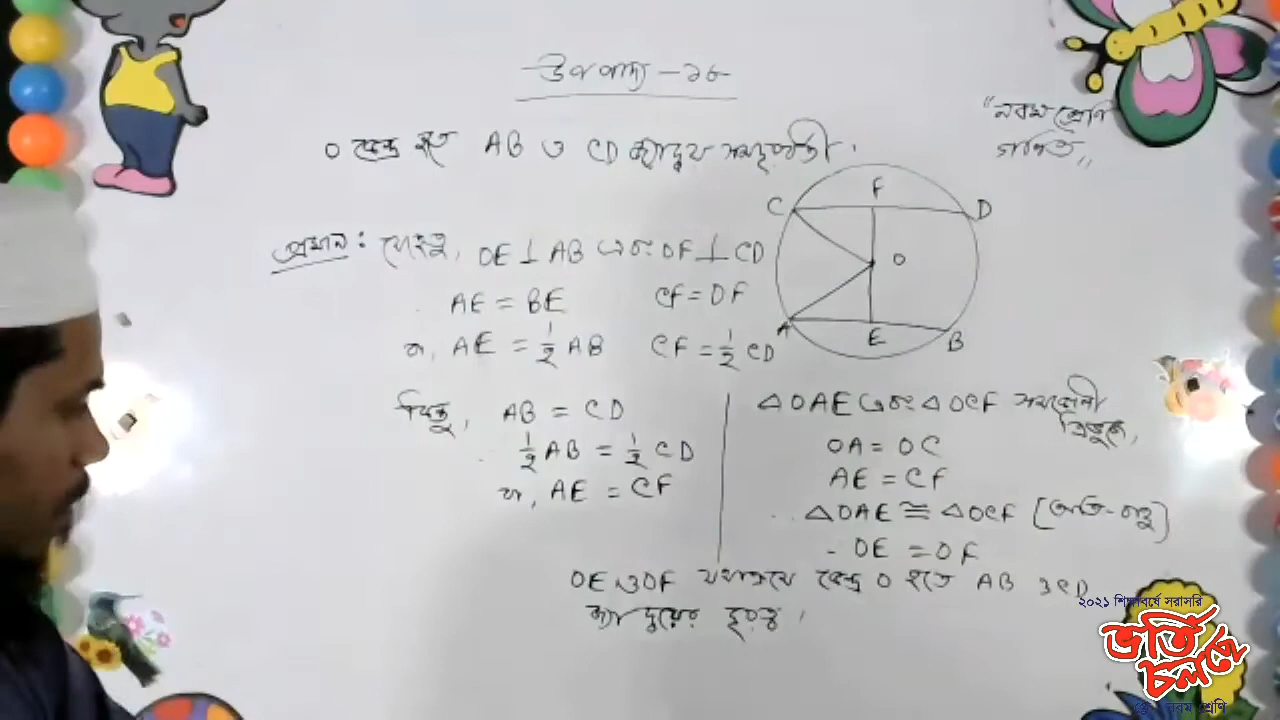 উপপাদ্য - ১৮
"নবম শ্রেণি
গণিত"
O কেন্দ্র হতে AB ও CD জ্যাদ্বয় সমদূরবর্তী।
প্রমাণ: যেহেতু, OE ⊥ AB এবং OF ⊥ CD
AE = BE CF = DF
বা, AE = 1/2 AB CF = 1/2 CD
C F D
O
A E B
কিন্তু, AB = CD
1/2 AB = 1/2 CD
বা, AE = CF
△OAE এবং △OCF সমকোণী
ত্রিভুজে,
OA = OC
AE = CF
△OAE ≅ △OCF [অতি-বাহু]
OE = OF
OE ও OF যথাক্রমে কেন্দ্র O হতে AB ও CD
জ্যা দ্বয়ের দূরত্ব।
২০২১ শিক্ষাবর্ষে সরাসরি
ভর্তি
চলছে
নবম শ্রেণি